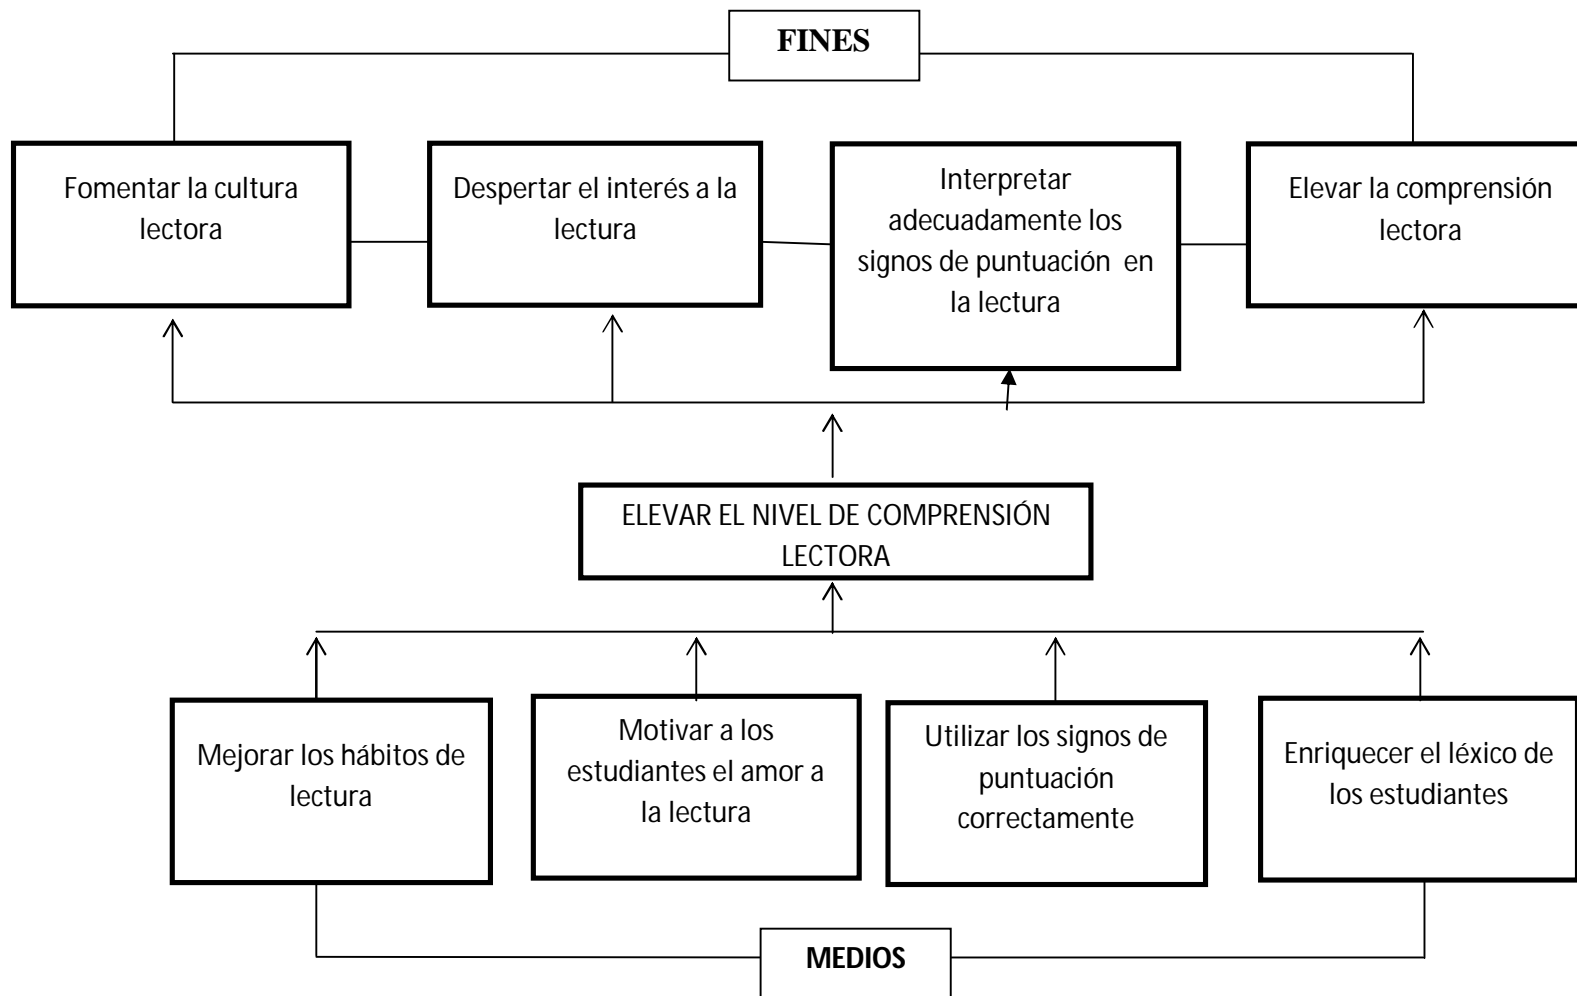 FINES
Fomentar la cultura
lectora
Despertar el interés a la
lectura
Interpretar
adecuadamente los
signos de puntuación en
la lectura
Elevar la comprensión
lectora
ELEVAR EL NIVEL DE COMPRENSIÓN
LECTORA
Mejorar los hábitos de
lectura
Motivar a los
estudiantes el amor a
la lectura
Utilizar los signos de
puntuación
correctamente
Enriquecer el léxico de
los estudiantes
MEDIOS